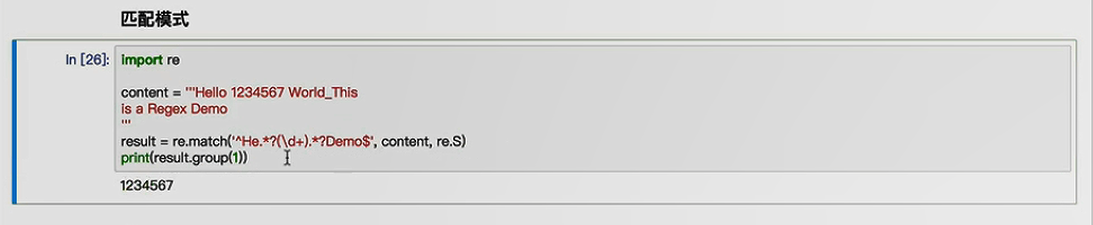 匹配模式
In [26]:
import re
content = '''Hello 1234567 World_This
is a Regex Demo
'''
result = re.match('^He.*?(\d+).*?Demo$', content, re.S)
print(result.group(1))
1234567